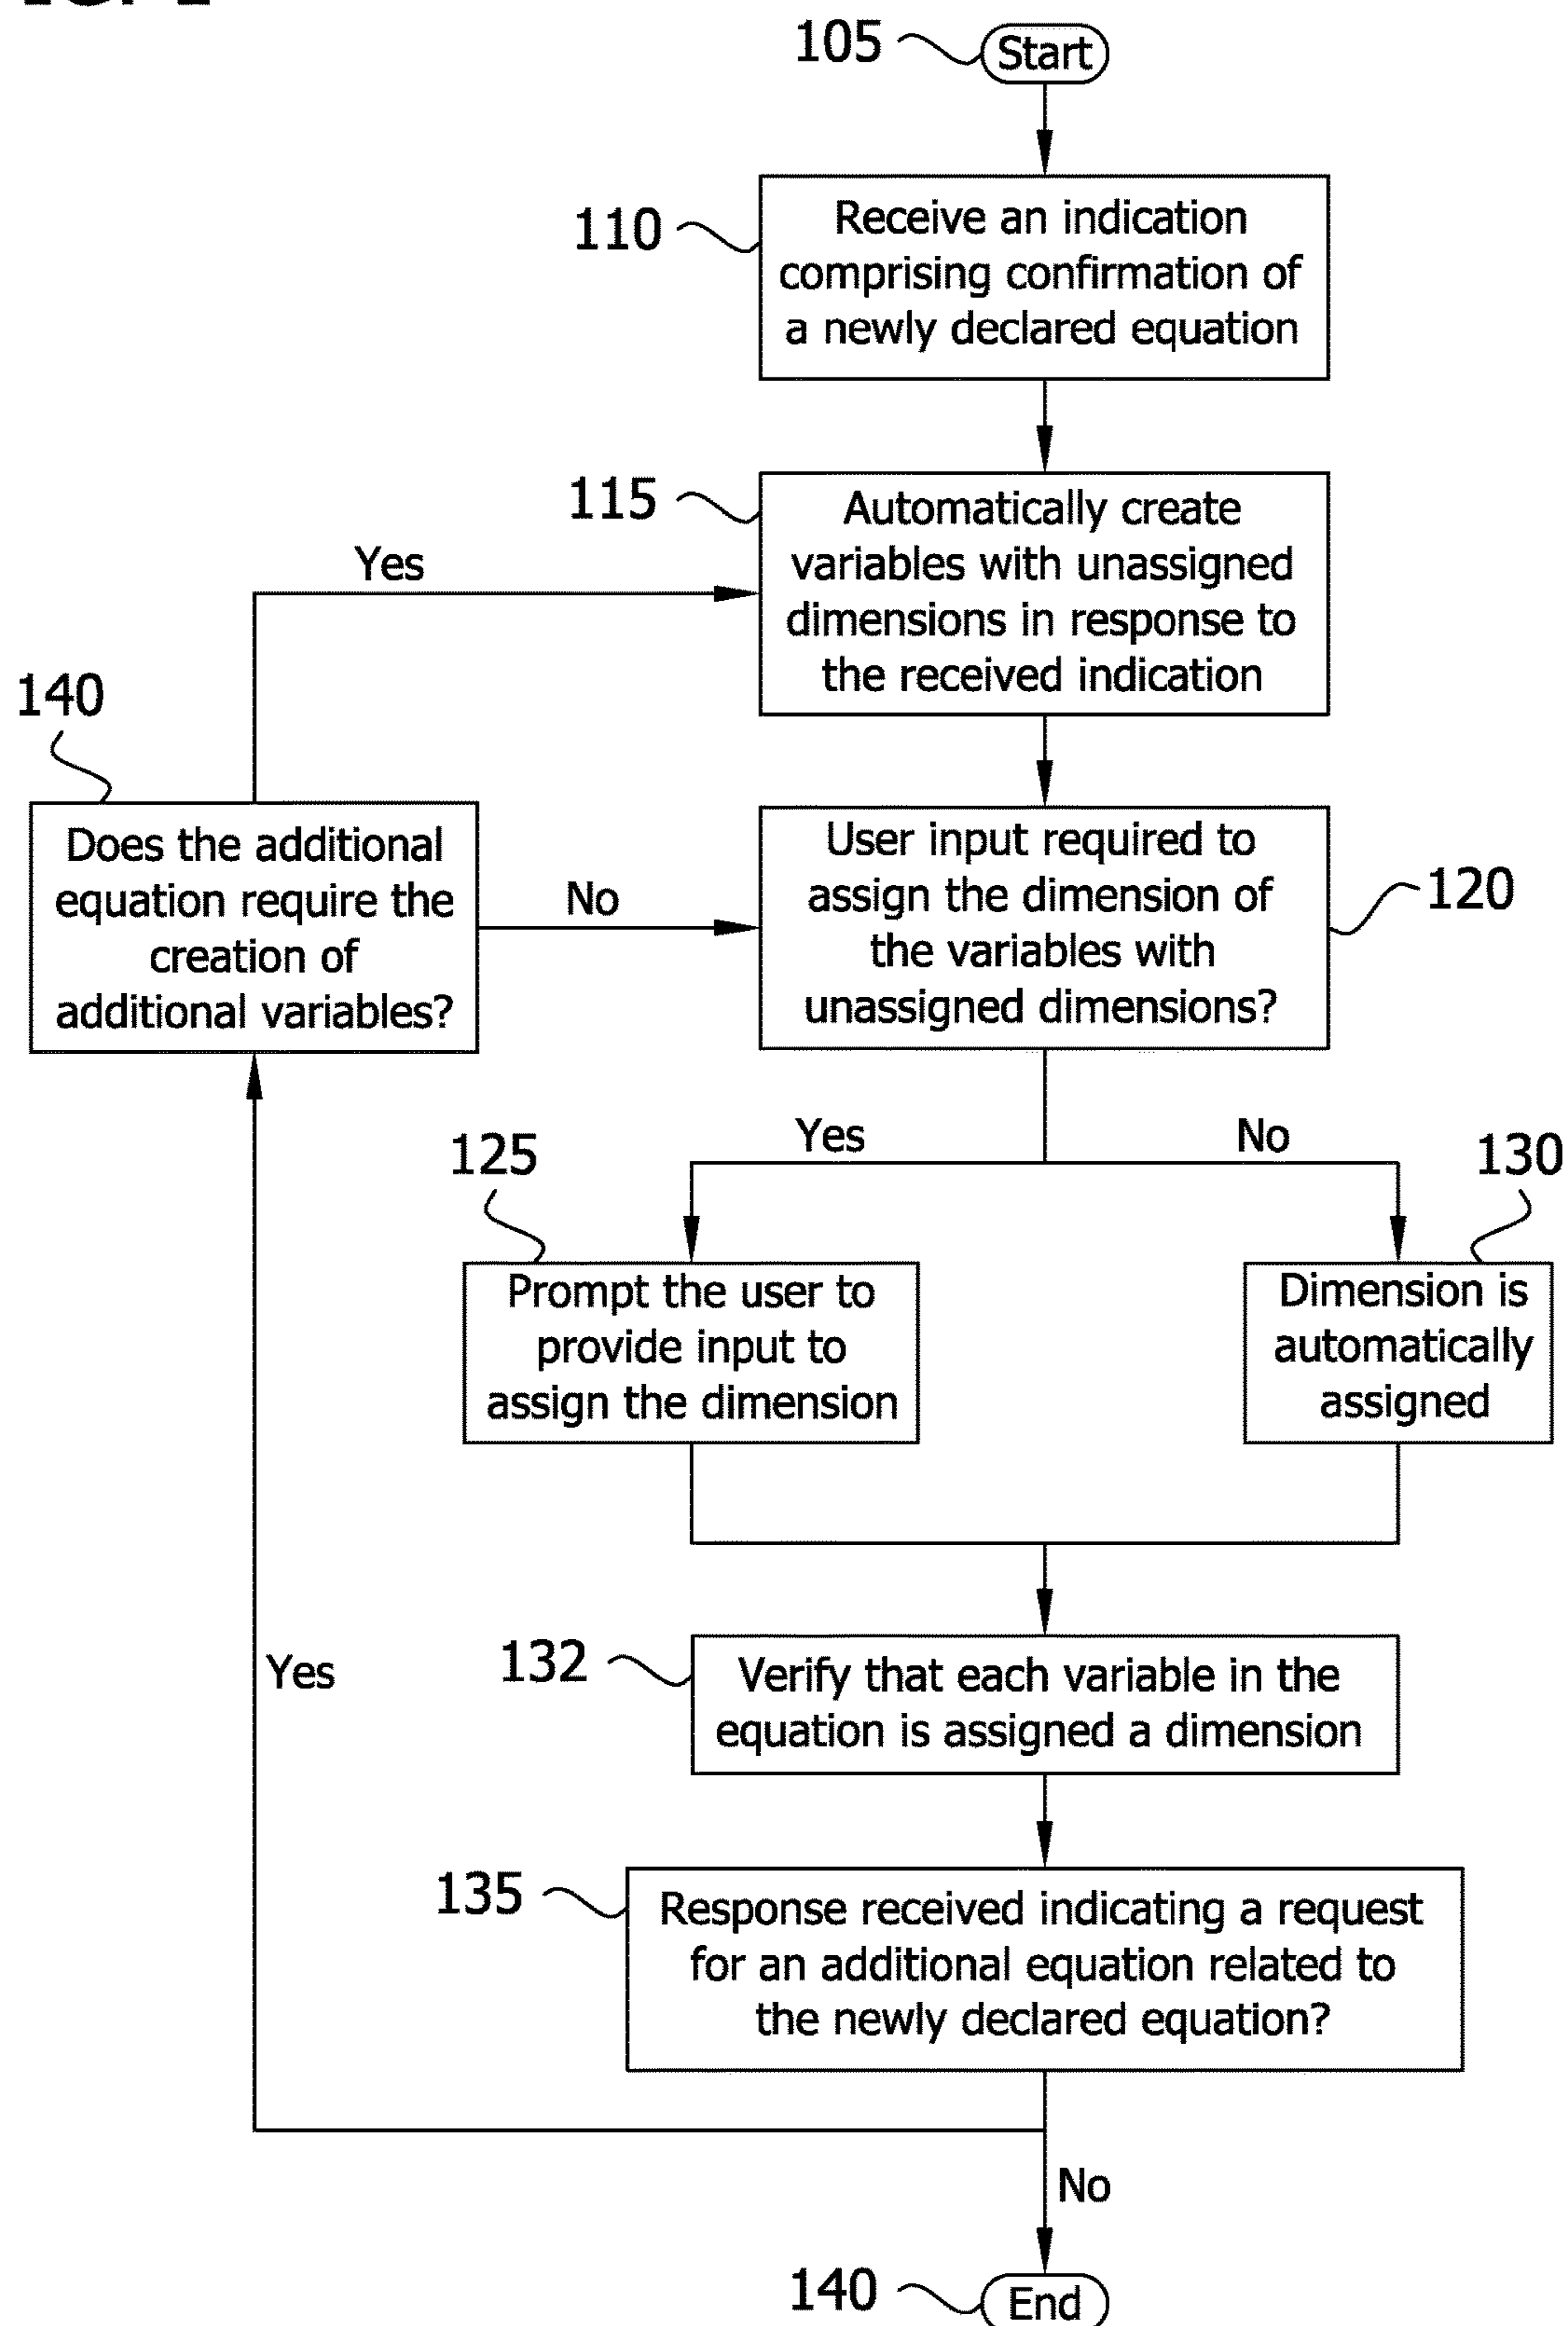 105
Start
110
Receive an indication
comprising confirmation of
a newly declared equation
115
Automatically create
variables with unassigned
dimensions in response to
the received indication
Yes
140
Does the additional
equation require the
creation of
additional variables?
No
User input required to
assign the dimension of
the variables with
unassigned dimensions?
120
Yes
No
125
130
Prompt the user to
provide input to
assign the dimension
Dimension is
automatically
assigned
132
Verify that each variable in the
equation is assigned a dimension
Yes
135
Response received indicating a request
for an additional equation related to
the newly declared equation?
No
140
End